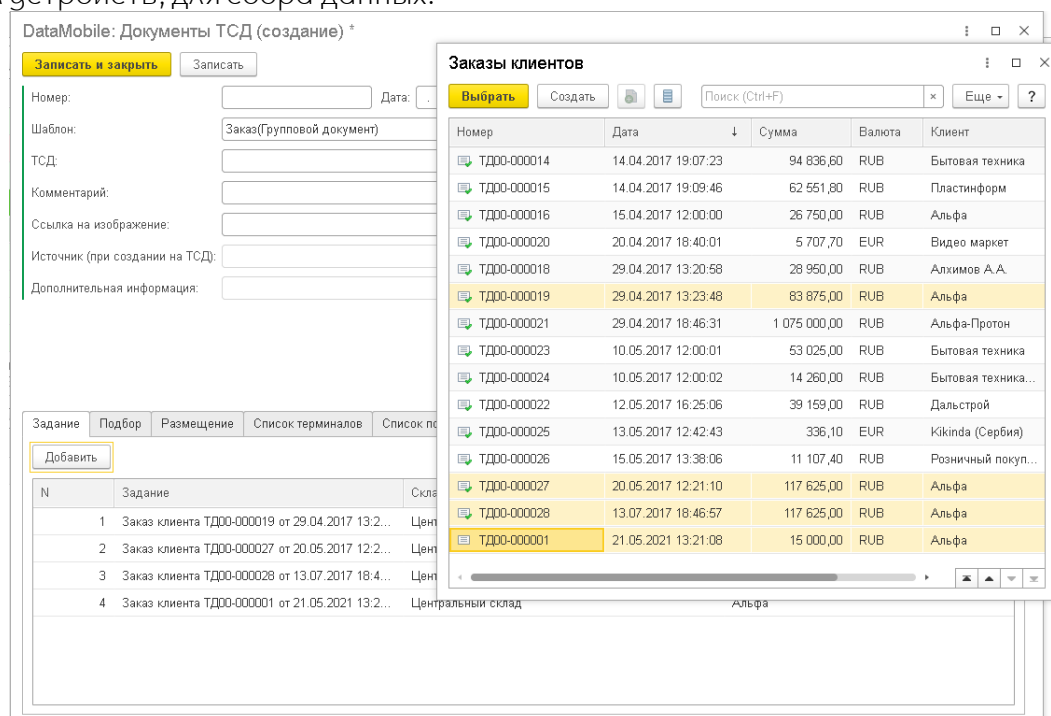 устройств, для сбора данных.
DataMobile: Документы ТСД (создание) *
Записать и закрыть Записать
Номер: Дата: .
Шаблон: Заказ(Групповой документ)
ТСД:
Комментарий:
Ссылка на изображение:
Источник (при создании на ТСД):
Дополнительная информация:
Задание Подбор Размещение Список терминалов Список по
Добавить
N Задание Скла
1 Заказ клиента ТД00-000019 от 29.04.2017 13:2... Цент
2 Заказ клиента ТД00-000027 от 20.05.2017 12:2... Цент
3 Заказ клиента ТД00-000028 от 13.07.2017 18:4... Цент
4 Заказ клиента ТД00-000001 от 21.05.2021 13:2... Центральный склад Альфа
Заказы клиентов
Выбрать Создать Поиск (Ctrl+F) × Еще ?
Номер Дата ↓ Сумма Валюта Клиент
ТД00-000014 14.04.2017 19:07:23 94 836,60 RUB Бытовая техника
ТД00-000015 14.04.2017 19:09:46 62 551,80 RUB Пластинформ
ТД00-000016 15.04.2017 12:00:00 26 750,00 RUB Альфа
ТД00-000020 20.04.2017 18:40:01 5 707,70 EUR Видео маркет
ТД00-000018 29.04.2017 13:20:58 28 950,00 RUB Алхимов А.А.
ТД00-000019 29.04.2017 13:23:48 83 875,00 RUB Альфа
ТД00-000021 29.04.2017 18:46:31 1 075 000,00 RUB Альфа-Протон
ТД00-000023 10.05.2017 12:00:01 53 025,00 RUB Бытовая техника
ТД00-000024 10.05.2017 12:00:02 14 260,00 RUB Бытовая техника...
ТД00-000022 12.05.2017 16:25:06 39 159,00 RUB Дальстрой
ТД00-000025 13.05.2017 12:42:43 336,10 EUR Kikinda (Сербия)
ТД00-000026 15.05.2017 13:38:06 11 107,40 RUB Розничный покуп...
ТД00-000027 20.05.2017 12:21:10 117 625,00 RUB Альфа
ТД00-000028 13.07.2017 18:46:57 117 625,00 RUB Альфа
ТД00-000001 21.05.2021 13:21:08 15 000,00 RUB Альфа